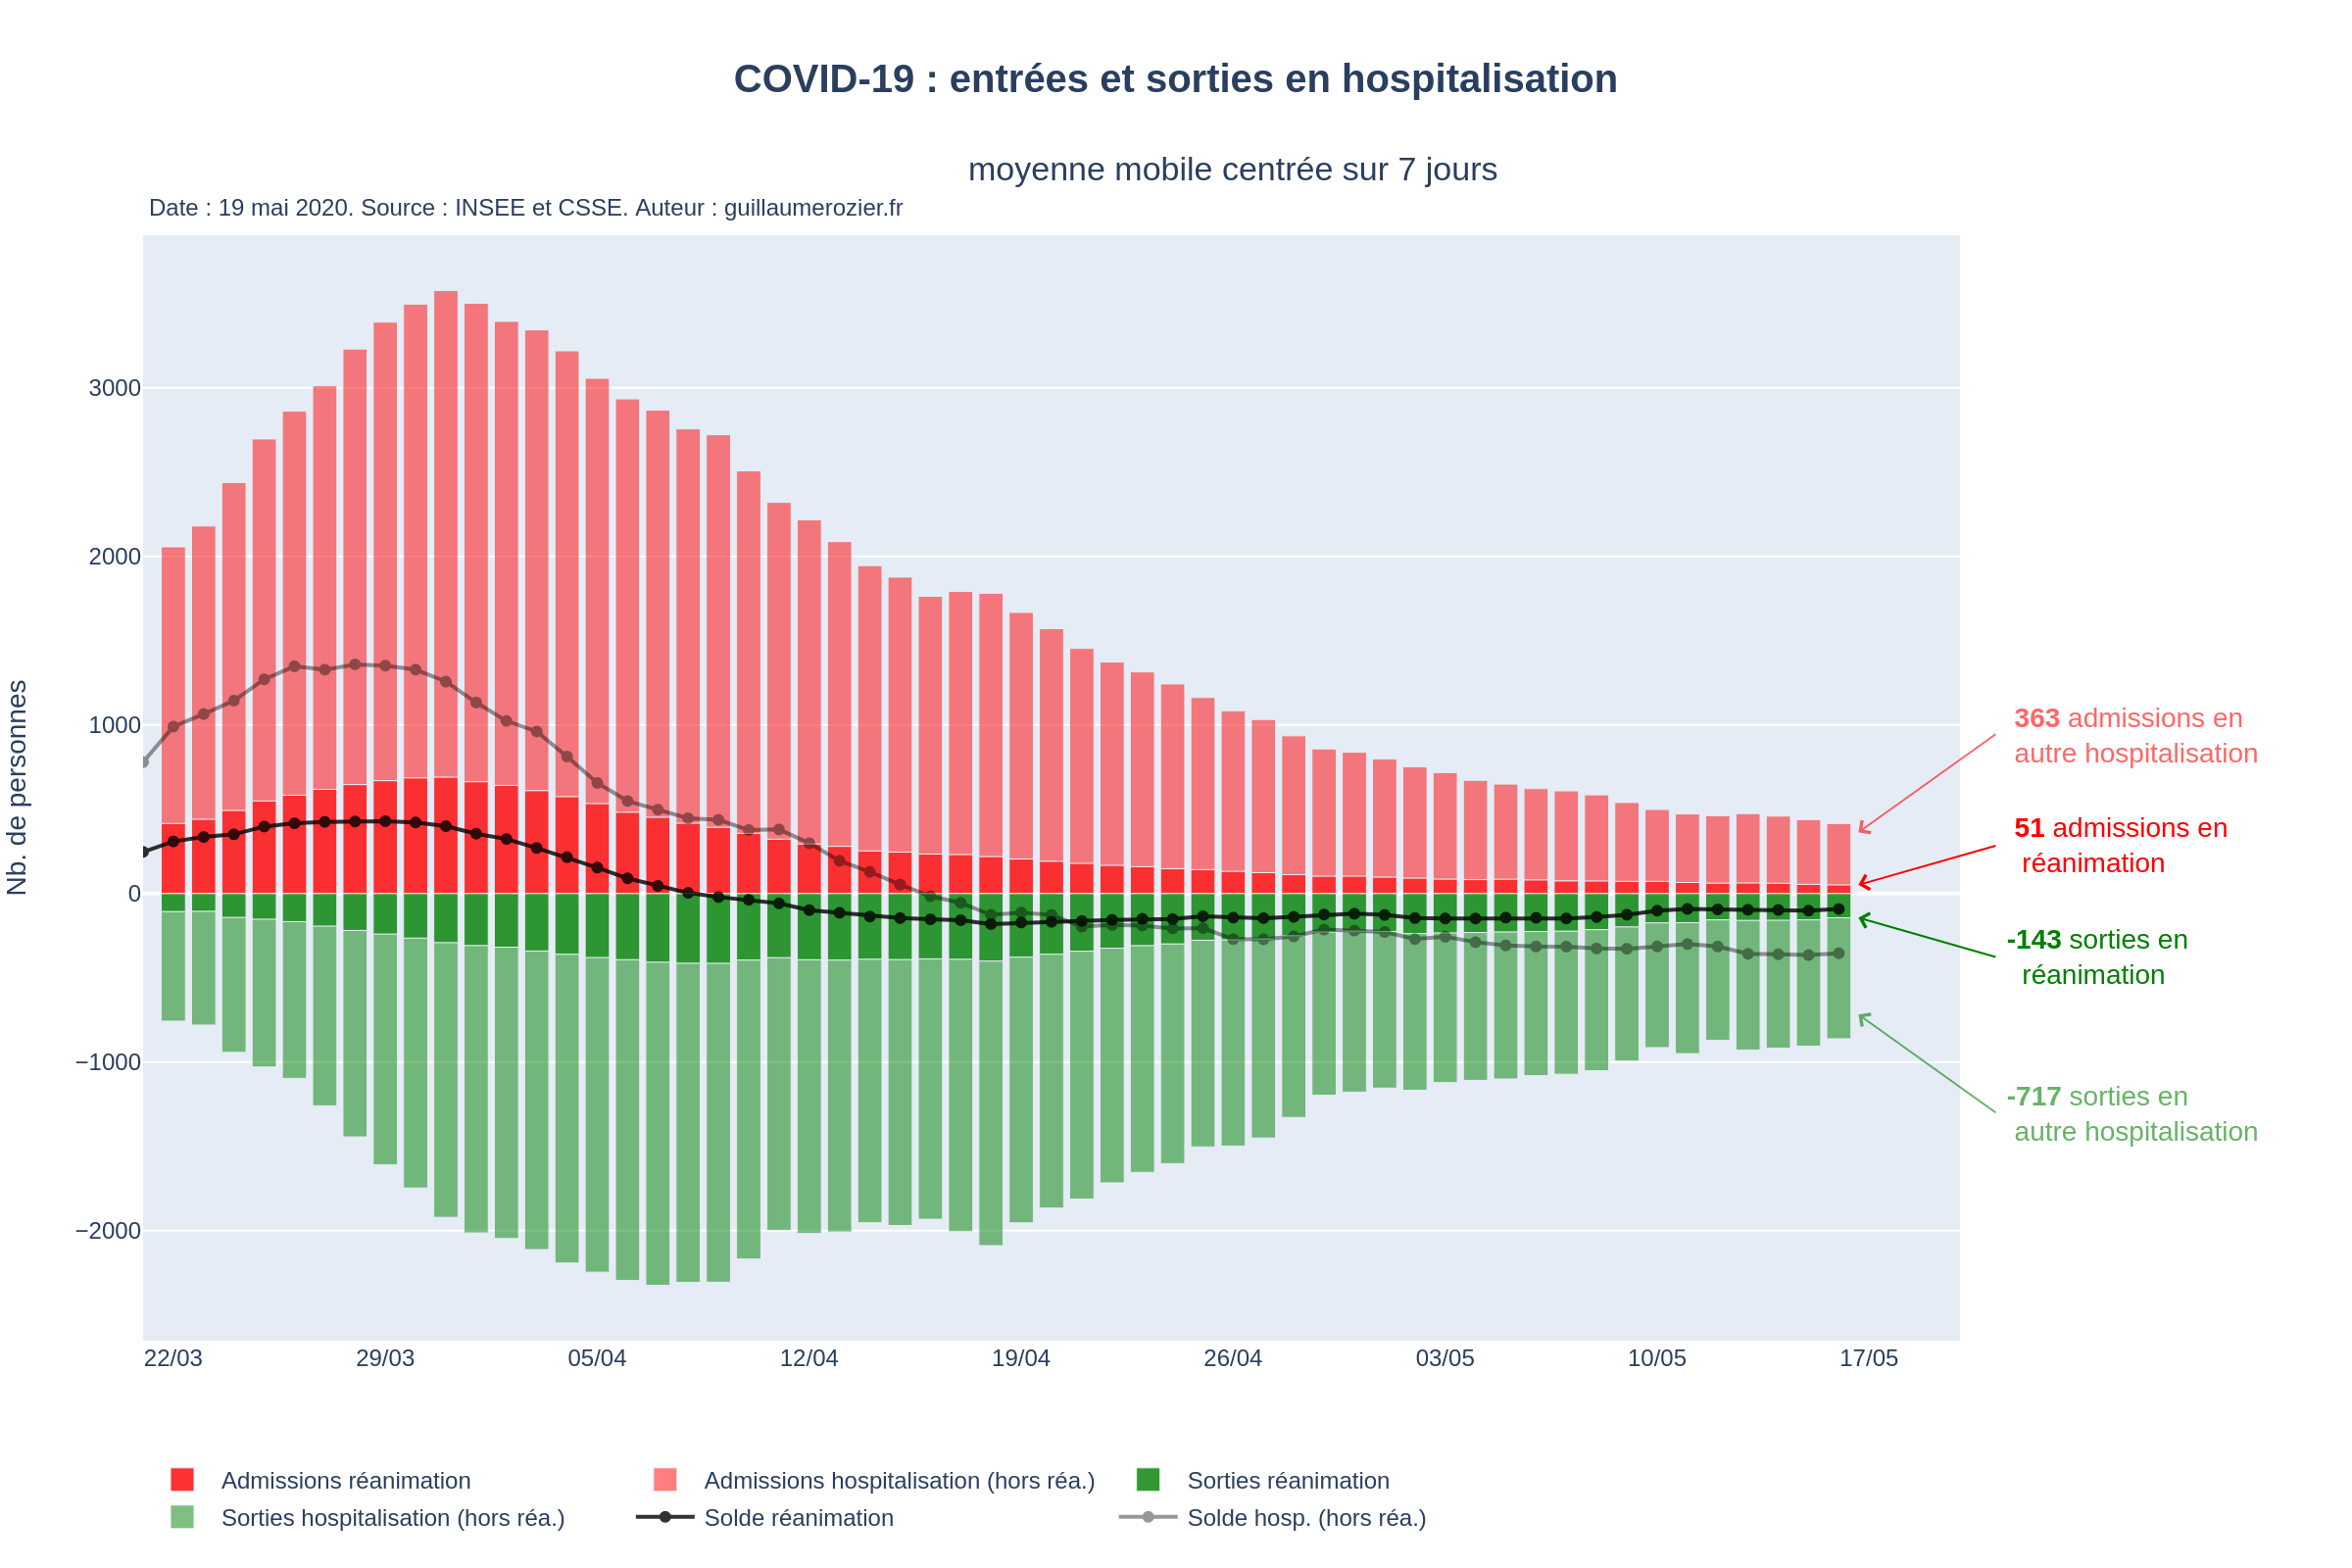 COVID-19 : entrées et sorties en hospitalisation
moyenne mobile centrée sur 7 jours
Date : 19 mai 2020. Source : INSEE et CSSE. Auteur : guillaumerozier.fr
Nb. de personnes
3000
2000
1000
0
−1000
−2000
22/03 29/03 05/04 12/04 19/04 26/04 03/05 10/05 17/05
363 admissions en
autre hospitalisation
51 admissions en
réanimation
-143 sorties en
réanimation
-717 sorties en
autre hospitalisation
Admissions réanimation Admissions hospitalisation (hors réa.) Sorties réanimation
Sorties hospitalisation (hors réa.) Solde réanimation Solde hosp. (hors réa.)